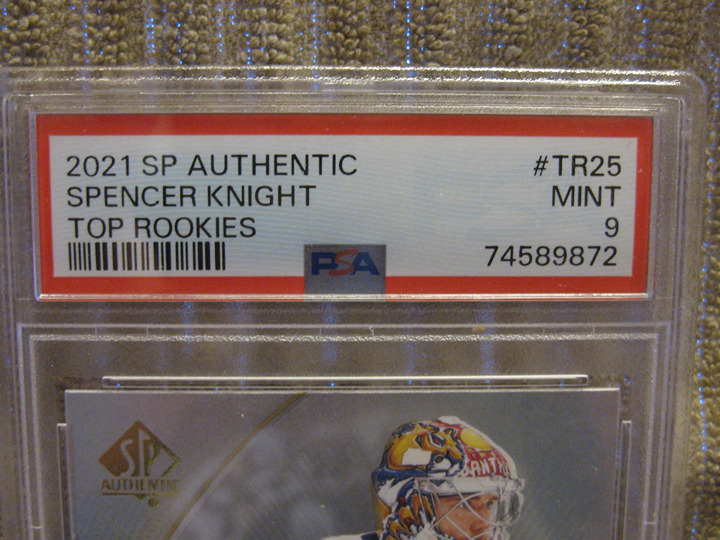 2021 SP AUTHENTIC #TR25
SPENCER KNIGHT MINT
TOP ROOKIES 9
PSA 74589872
SP
AUTHENTIC